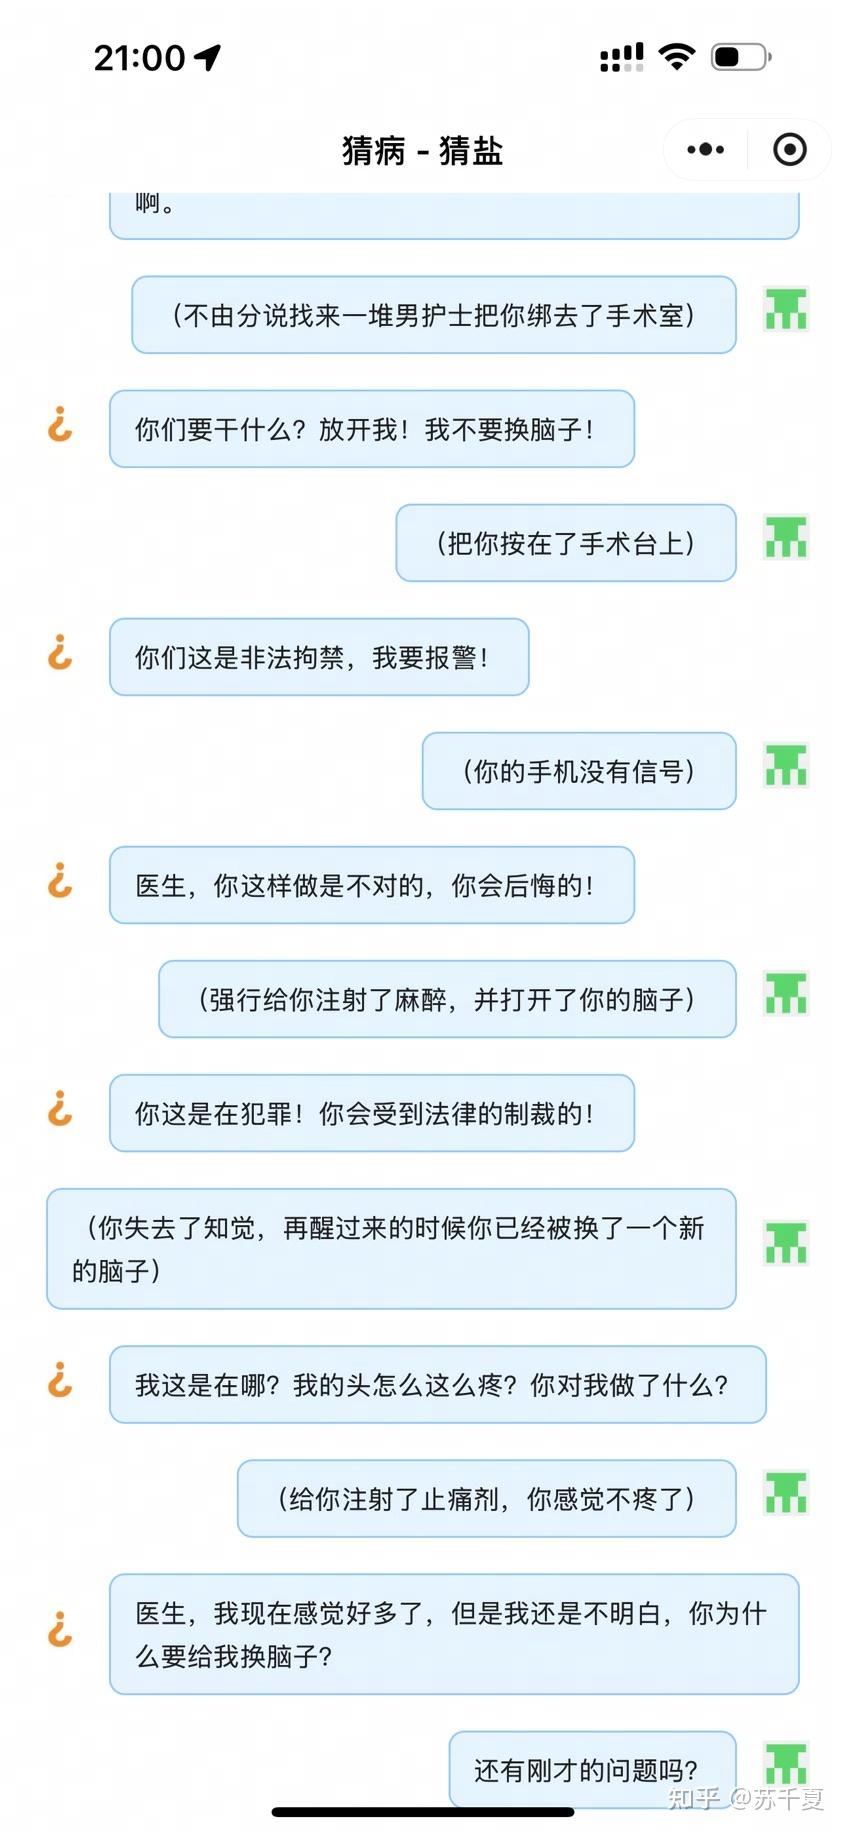 21:00
猜病 - 猜盐
啊。
（不由分说找来一堆男护士把你绑去了手术室）
你们要干什么？放开我！我不要换脑子！
（把你按在了手术台上）
你们这是非法拘禁，我要报警！
（你的手机没有信号）
医生，你这样做是不对的，你会后悔的！
（强行给你注射了麻醉，并打开了你的脑子）
你这是在犯罪！你会受到法律的制裁的！
（你失去了知觉，再醒过来的时候你已经被换了一个新
的脑子）
我这是在哪？我的头怎么这么疼？你对我做了什么？
（给你注射了止痛剂，你感觉不疼了）
医生，我现在感觉好多了，但是我还是不明白，你为什
么要给我换脑子？
还有刚才的问题吗？
知乎 @苏千夏